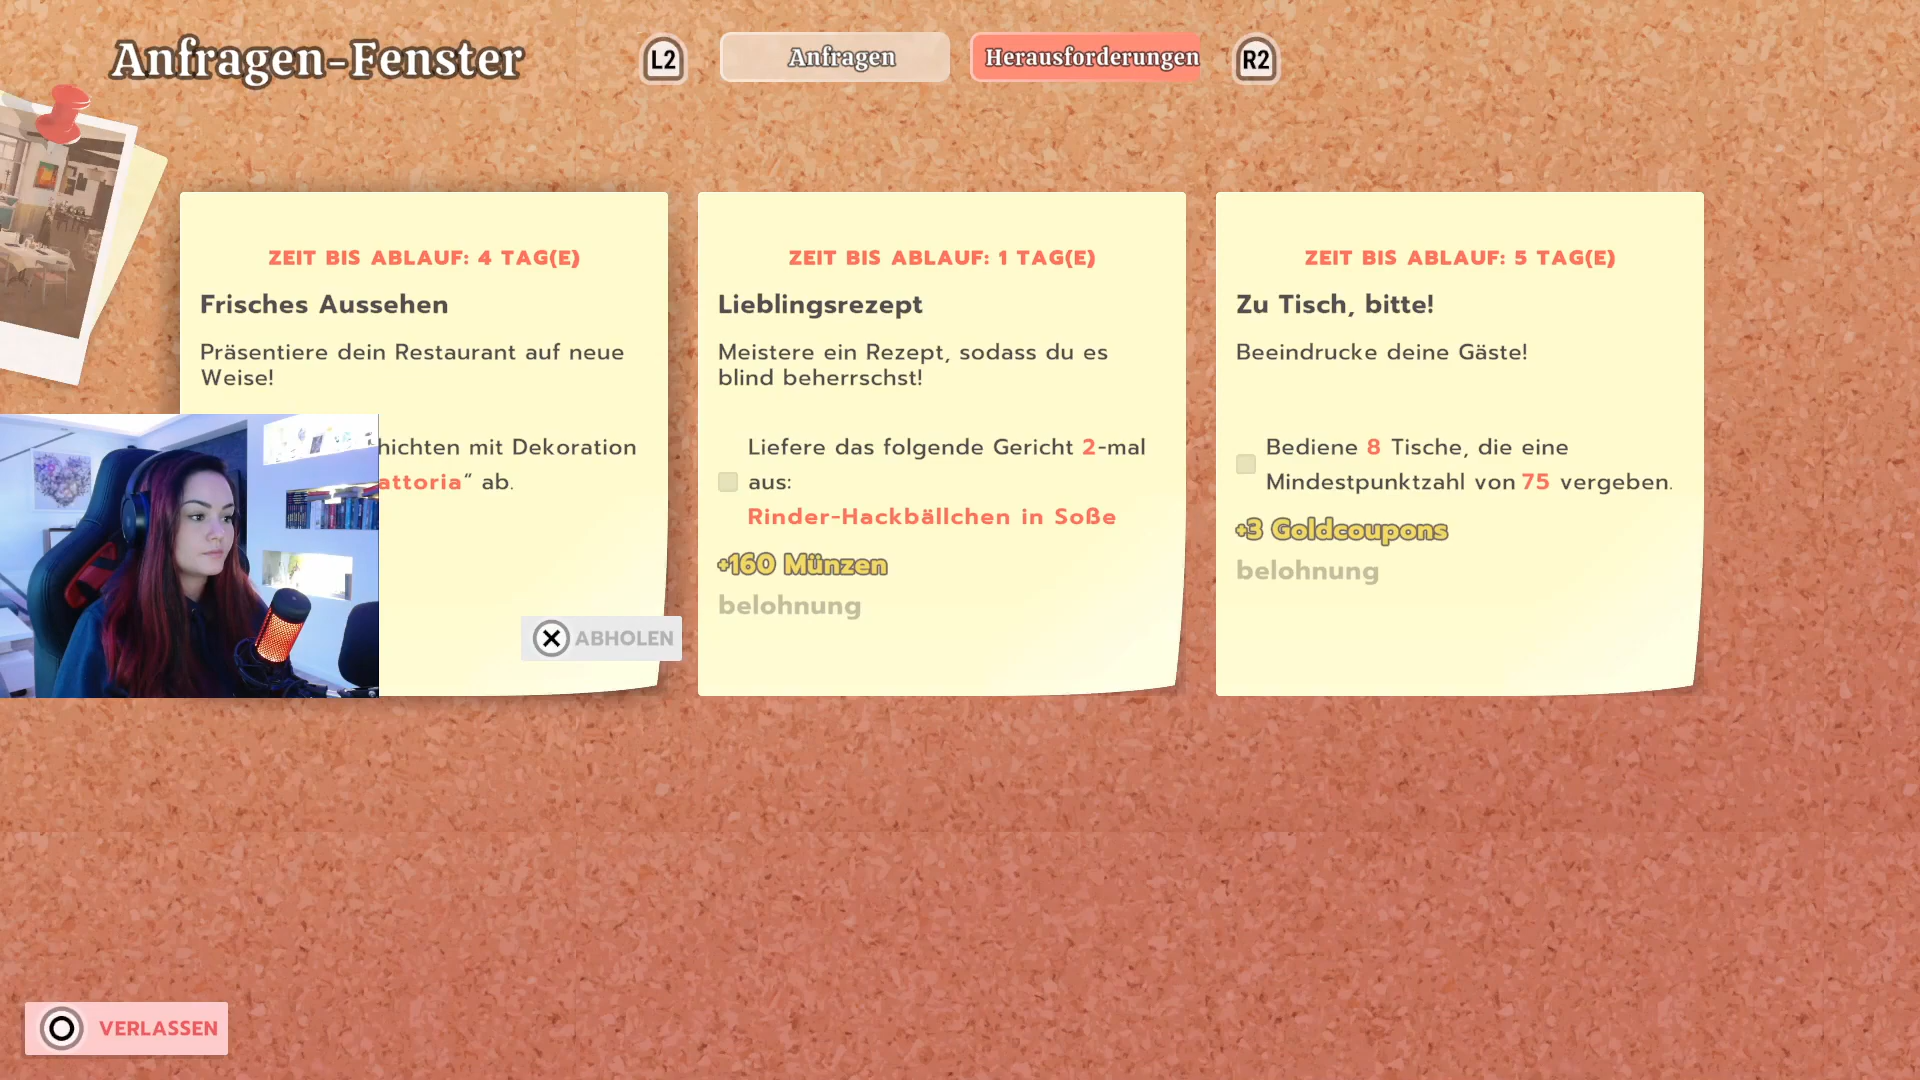 Anfragen-Fenster
L2
Anfragen
Herausforderungen
R2
ZEIT BIS ABLAUF: 4 TAG(E)
Frisches Aussehen
Präsentiere dein Restaurant auf neue
Weise!
mit Dekoration
“ ab.
ABHOLEN
ZEIT BIS ABLAUF: 1 TAG(E)
Lieblingsrezept
Meistere ein Rezept, sodass du es
blind beherrschst!
Liefere das folgende Gericht 2-mal
aus:
Rinder-Hackbällchen in Soße
+160 Münzen
belohnung
ZEIT BIS ABLAUF: 5 TAG(E)
Zu Tisch, bitte!
Beeindrucke deine Gäste!
Bediene 8 Tische, die eine
Mindestpunktzahl von 75 vergeben.
+3 Goldcoupons
belohnung
VERLASSEN